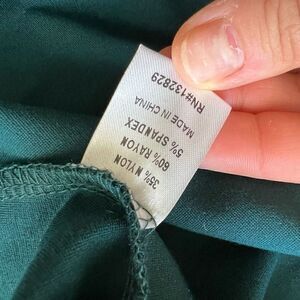 35% NYLON
60% RAYON
5% SPANDEX
MADE IN CHINA
RN#132829